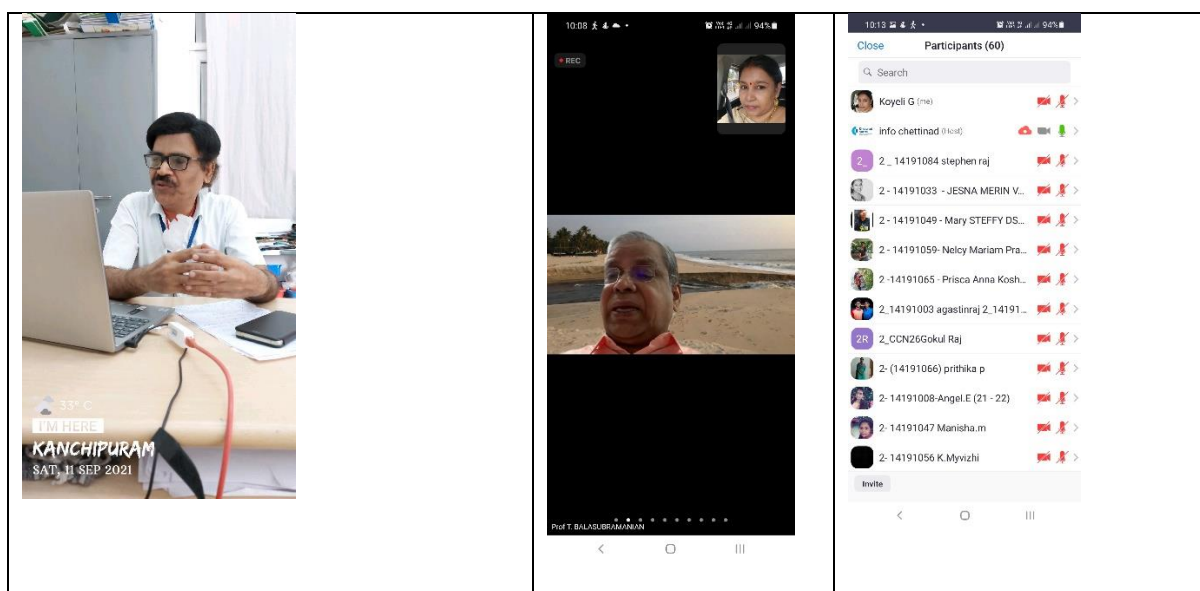 33° C
I'M HERE
KANCHIPURAM
SAT, 11 SEP 2021
10:08
94%
REC
Prof T. BALASUBRAMANIAN
10:13
94%
Close
Participants (60)
Search
Koyeli G (me)
info chettinad (Host)
2_
2 _ 14191084 stephen raj
2 - 14191033 - JESNA MERIN V...
2 - 14191049 - Mary STEFFY DS...
2 - 14191059- Nelcy Mariam Pra...
2 -14191065 - Prisca Anna Kosh...
2_14191003 agastinraj 2_14191...
2R
2_CCN26Gokul Raj
2- (14191066) prithika p
2- 14191008-Angel.E (21 - 22)
2- 14191047 Manisha.m
2- 14191056 K.Myvizhi
Invite